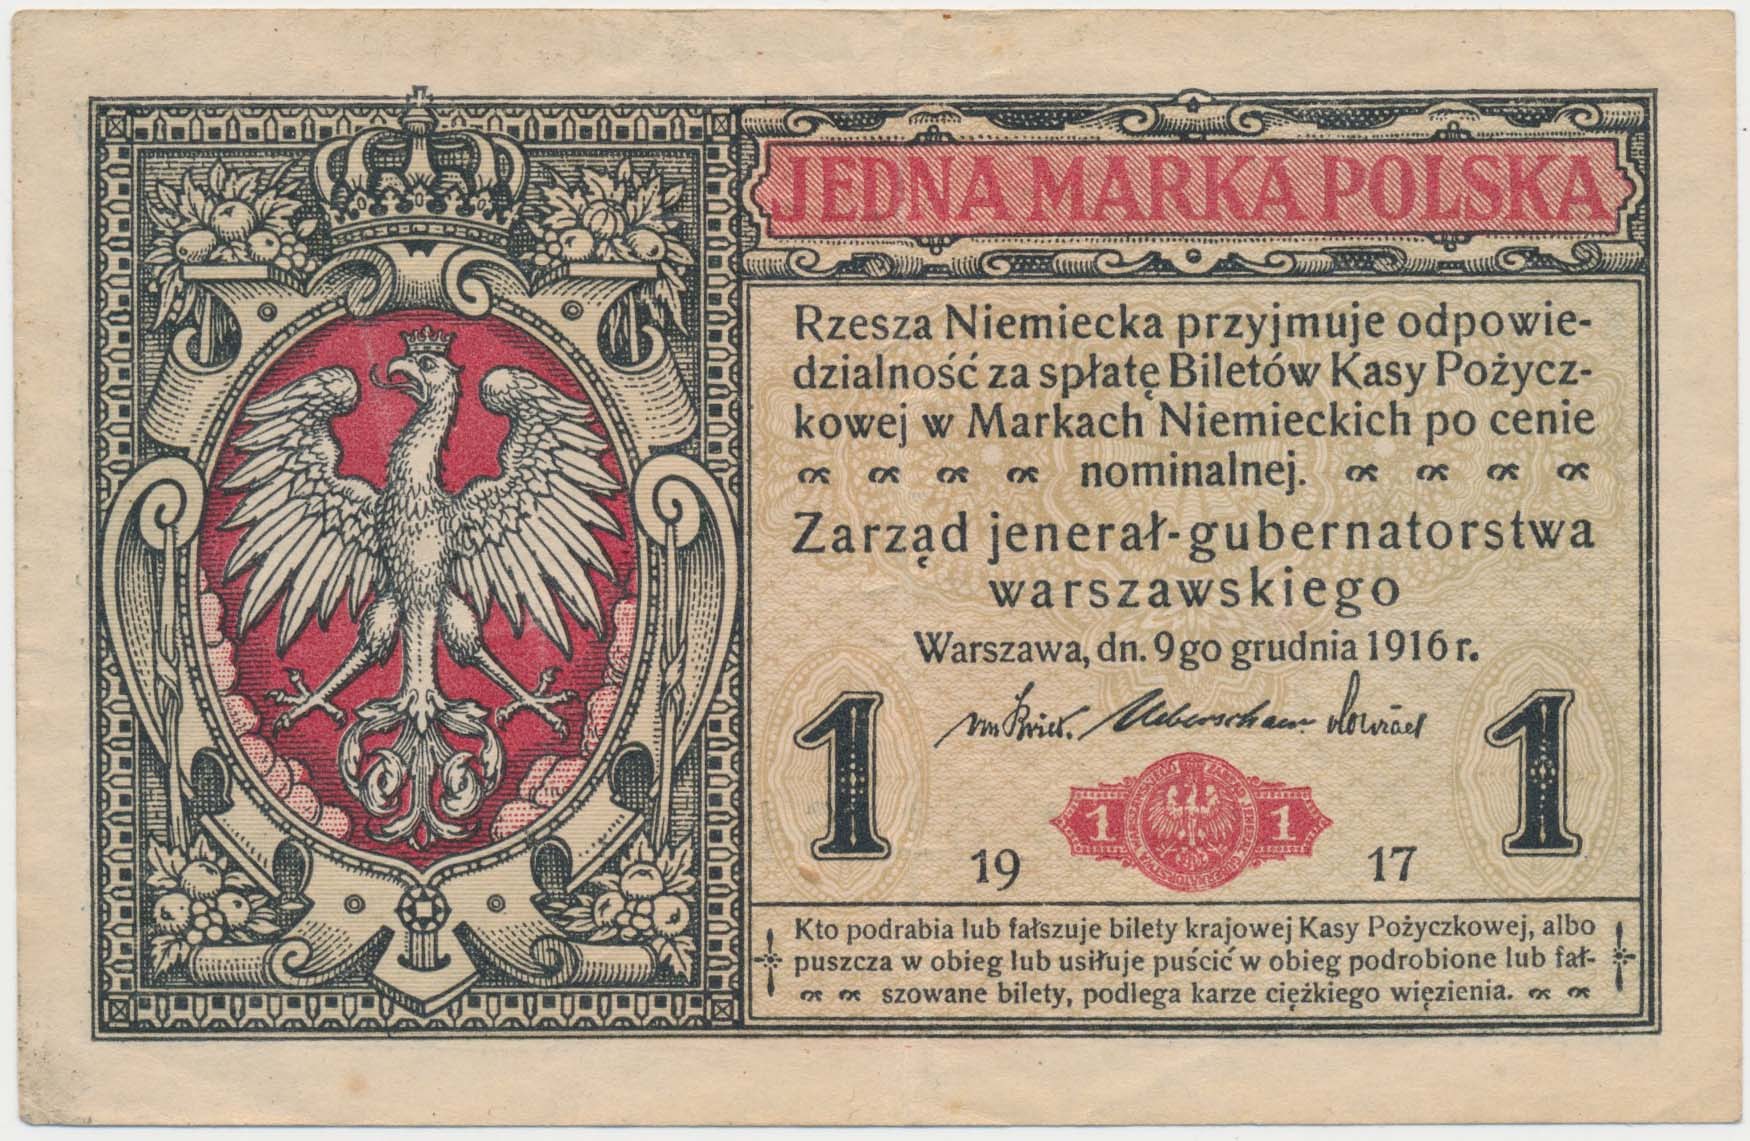 JEDNA MARKA POLSKA
Rzesza Niemiecka przyjmuje odpowie-
dzialność za spłatę Biletów Kasy Pożycz-
kowej w Markach Niemieckich po cenie
nominalnej.
Zarząd jenerał-gubernatorstwa
warszawskiego
Warszawa, dn. 9go grudnia 1916 r.
1 1
1 1
19 17
Kto podrabia lub fałszuje bilety krajowej Kasy Pożyczkowej, albo
puszcza w obieg lub usiłuje puścić w obieg podrobione lub fał-
szowane bilety, podlega karze ciężkiego więzienia.